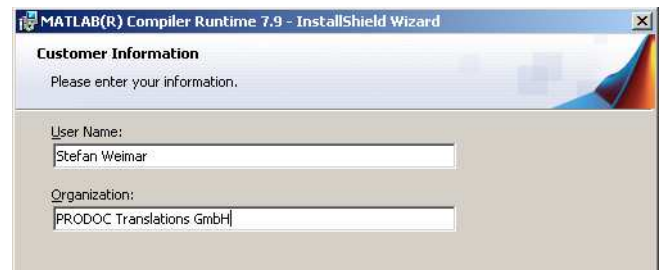 MATLAB(R) Compiler Runtime 7.9 - InstallShield Wizard
Customer Information
Please enter your information.
User Name:
Stefan Weimar
Organization:
PRODOC Translations GmbH